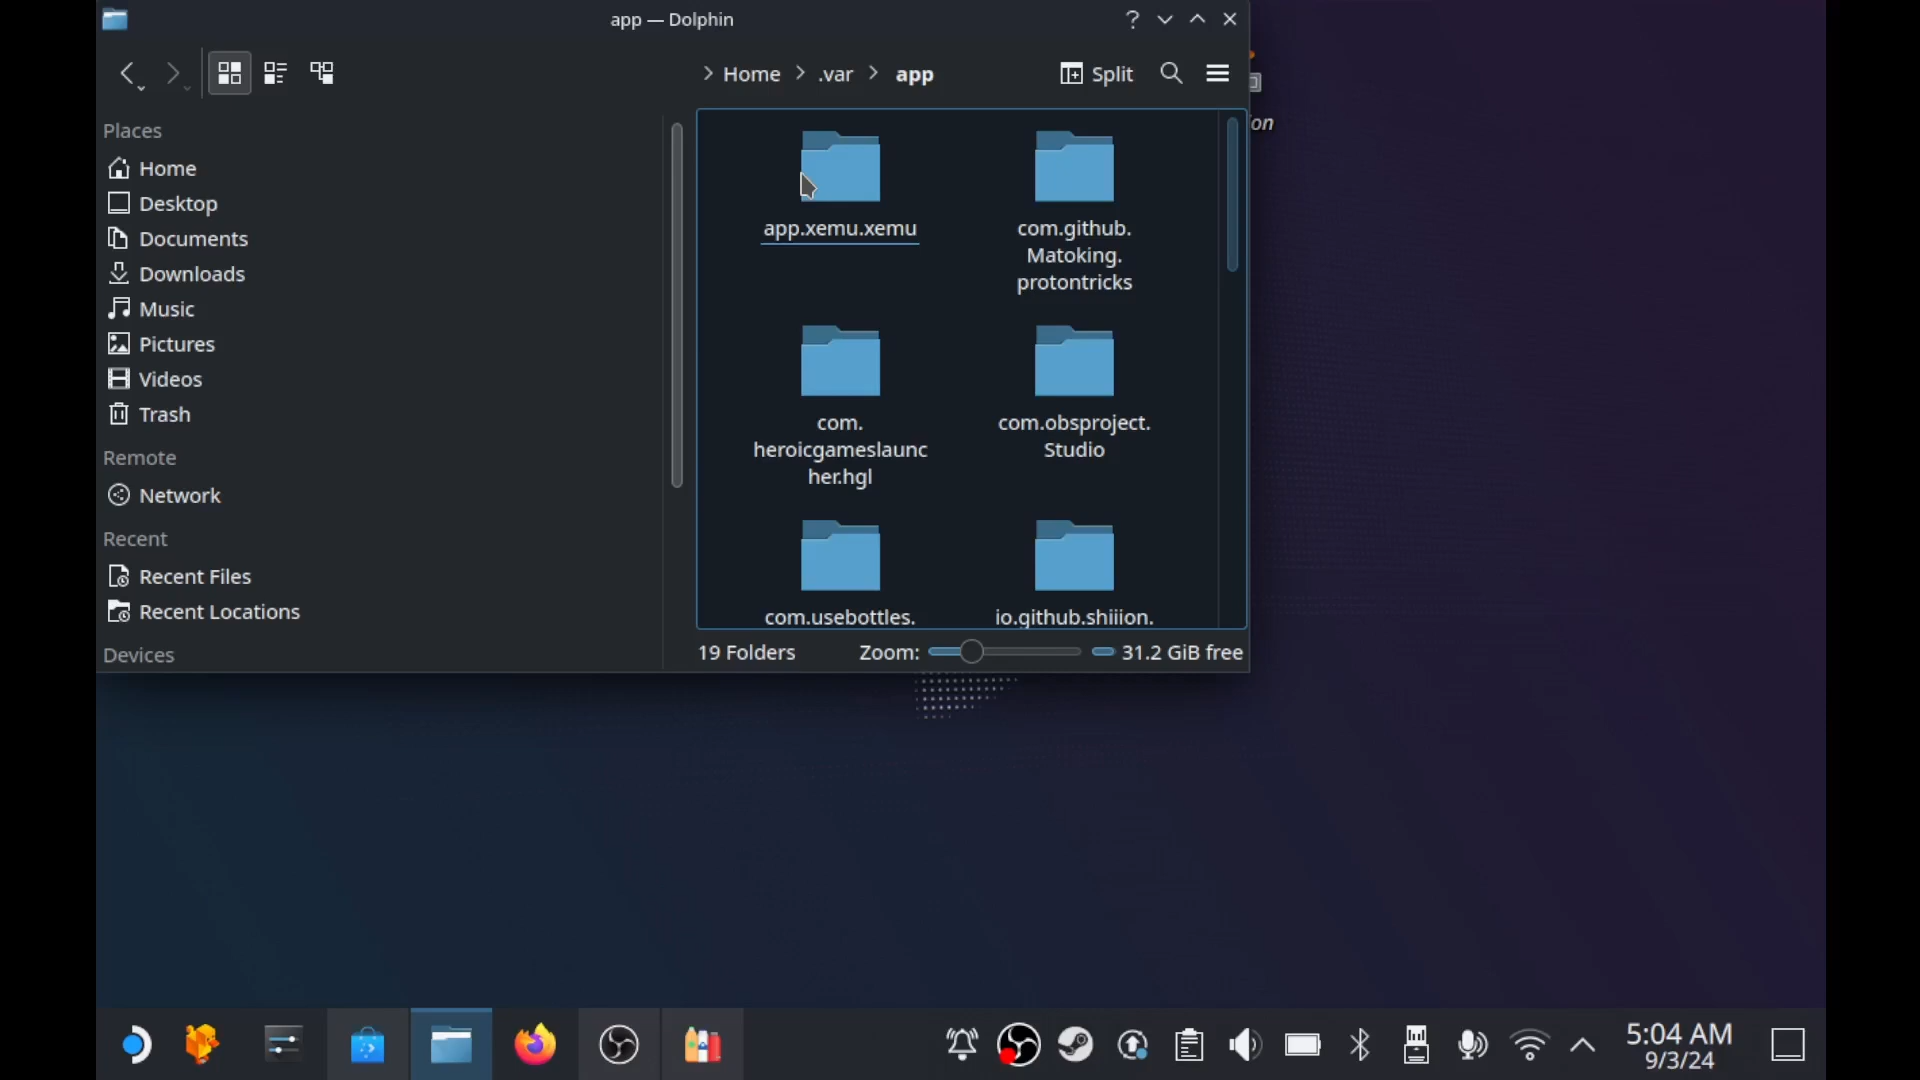 app — Dolphin
Home
.var
app
Split
Places
Home
Desktop
Documents
Downloads
Music
Pictures
Videos
Trash
Remote
Network
Recent
Recent Files
Recent Locations
Devices
app.xemu.xemu
com.github.
Matoking.
protontricks
com.
heroicgameslaunc
her.hgl
com.obsproject.
Studio
com.usebottles.
io.github.shiiion.
19 Folders
Zoom:
31.2 GiB free
on
5:04 AM
9/3/24